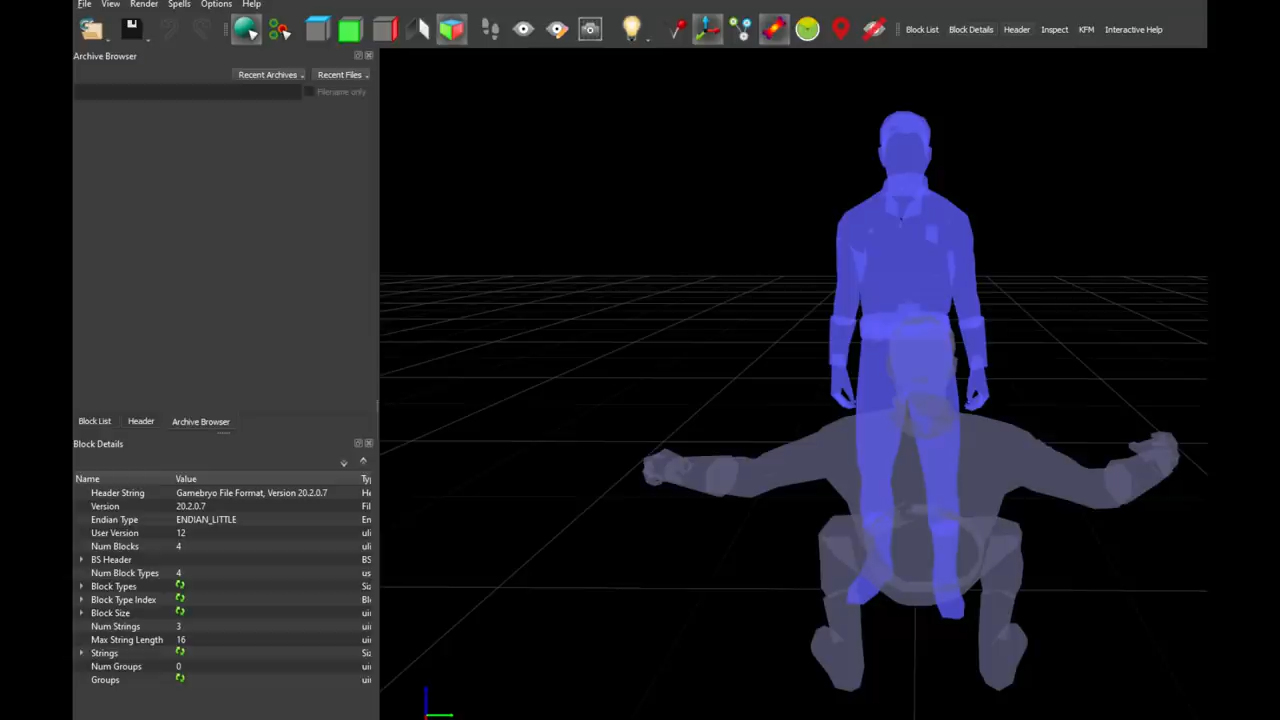 File View Render Spells Options Help
Block List Block Details Header Inspect KFM Interactive Help
Archive Browser
Recent Archives Recent Files
Filename only
Block List Header Archive Browser
Block Details
Name Value
Header String Gamebryo File Format, Version 20.2.0.7
Version 20.2.0.7
Endian Type ENDIAN_LITTLE
User Version 12
Num Blocks 4
BS Header BS
Num Block Types 4
Block Types
Block Type Index
Block Size
Num Strings 3
Max String Length 16
Strings
Num Groups 0
Groups